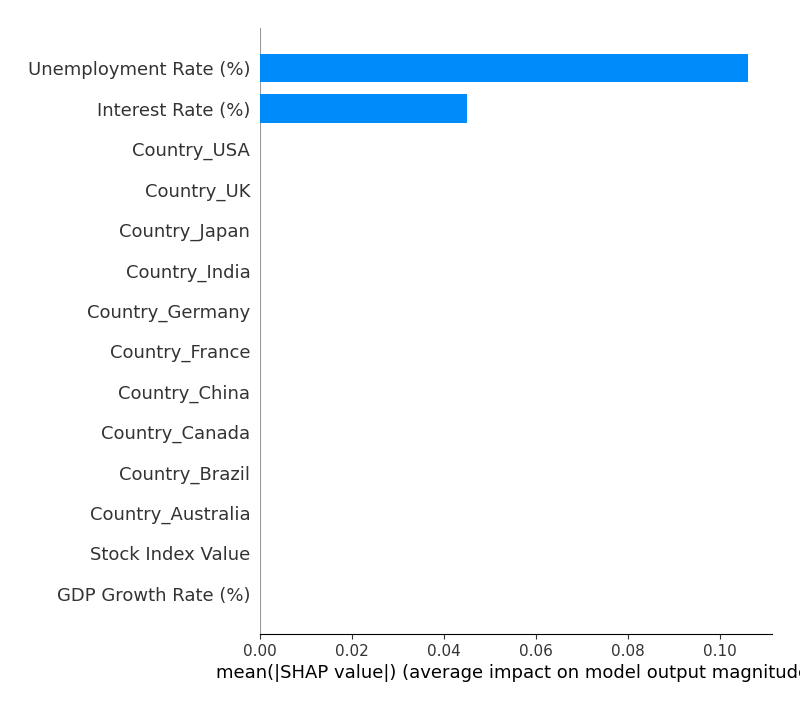 Unemployment Rate (%)
Interest Rate (%)
Country_USA
Country_UK
Country_Japan
Country_India
Country_Germany
Country_France
Country_China
Country_Canada
Country_Brazil
Country_Australia
Stock Index Value
GDP Growth Rate (%)
0.00 0.02 0.04 0.06 0.08 0.10
mean(|SHAP value|) (average impact on model output magnitude